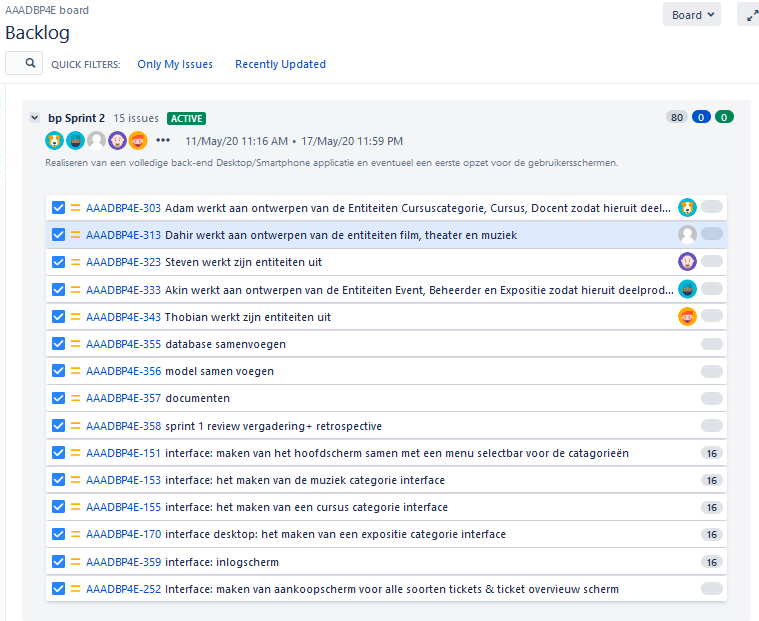 AAADBP4E board
Board
Backlog
QUICK FILTERS: Only My Issues Recently Updated
bp Sprint 2 15 issues ACTIVE 80 0 0
••• 11/May/20 11:16 AM • 17/May/20 11:59 PM
Realiseren van een volledige back-end Desktop/Smartphone applicatie en eventueel een eerste opzet voor de gebruikersschermen.
AAADBP4E-303 Adam werkt aan ontwerpen van de Entiteiten Cursuscategorie, Cursus, Docent zodat hieruit deel...
AAADBP4E-313 Dahir werkt aan ontwerpen van de entiteiten film, theater en muziek
AAADBP4E-323 Steven werkt zijn entiteiten uit
AAADBP4E-333 Akin werkt aan ontwerpen van de Entiteiten Event, Beheerder en Expositie zodat hieruit deelprod...
AAADBP4E-343 Thobian werkt zijn entiteiten uit
AAADBP4E-355 database samenvoegen
AAADBP4E-356 model samen voegen
AAADBP4E-357 documenten
AAADBP4E-358 sprint 1 review vergadering+ retrospective
AAADBP4E-151 interface: maken van het hoofdscherm samen met een menu selectbar voor de catagorieën 16
AAADBP4E-153 interface: het maken van de muziek categorie interface 16
AAADBP4E-155 interface: het maken van een cursus categorie interface 16
AAADBP4E-170 interface desktop: het maken van een expositie categorie interface 16
AAADBP4E-359 interface: inlogscherm 16
AAADBP4E-252 Interface: maken van aankoopscherm voor alle soorten tickets & ticket overvieuw scherm